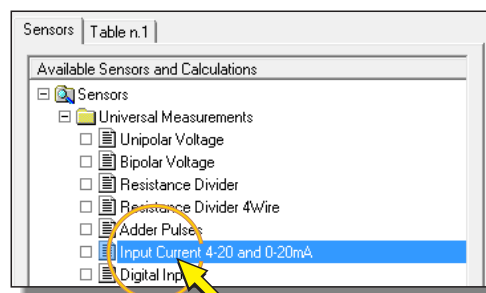 Sensors Table n.1
Available Sensors and Calculations
Sensors
Universal Measurements
Unipolar Voltage
Bipolar Voltage
Resistance Divider
Resistance Divider 4Wire
Adder Pulses
Input Current 4-20 and 0-20mA
Digital